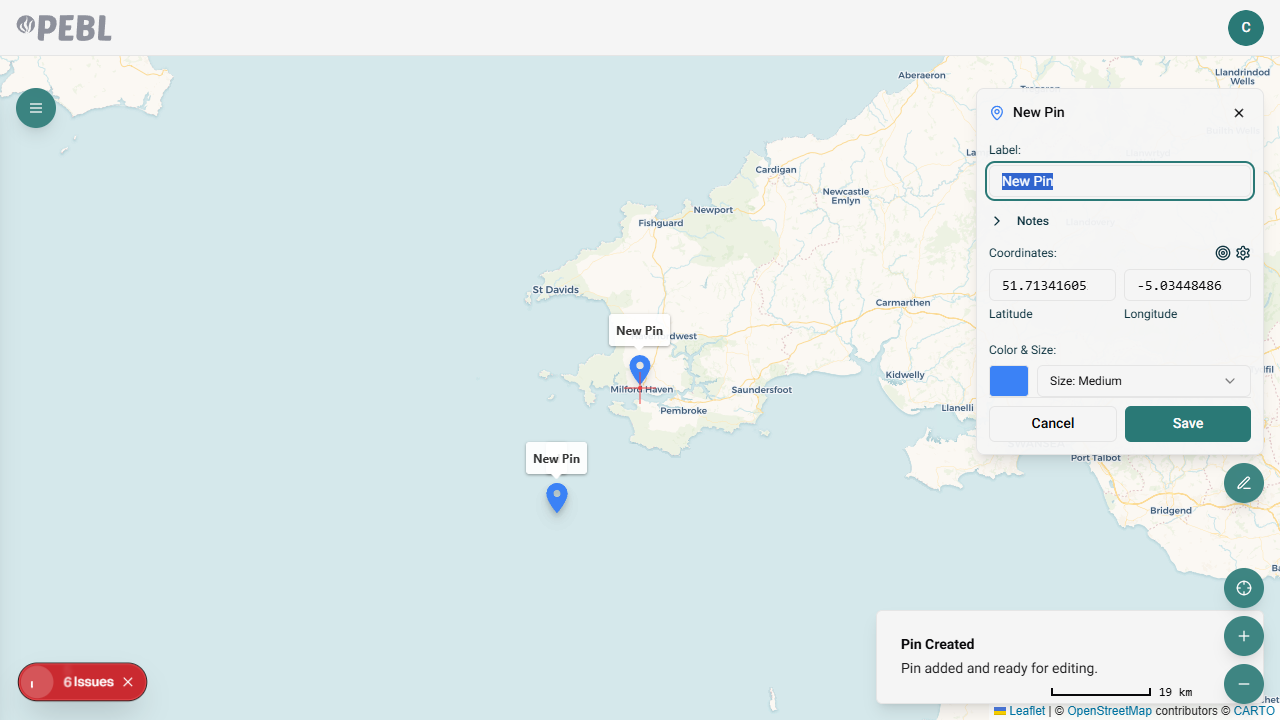 PEBL
C
Aberaeron
Llandrindod
Wells
Cardigan
Newcastle
Emlyn
Newport
Fishguard
St Davids
Carmarthen
New Pin
Milford Haven
Saundersfoot
Pembroke
Kidwelly
Llanelli
New Pin
Port Talbot
Bridgend
New Pin
Label:
New Pin
Notes
Coordinates:
51.71341605
-5.03448486
Latitude
Longitude
Color & Size:
Size: Medium
Cancel
Save
Pin Created
Pin added and ready for editing.
19 km
6 Issues
Leaflet | © OpenStreetMap contributors © CARTO